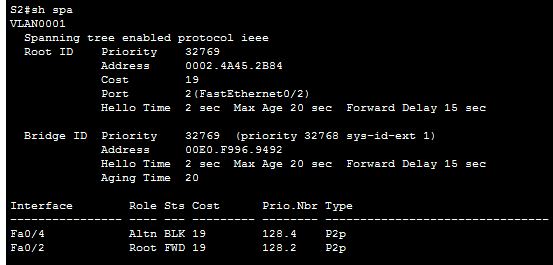 S2#sh spa
VLAN0001
  Spanning tree enabled protocol ieee
  Root ID    Priority    32769
             Address     0002.4A45.2B84
             Cost        19
             Port        2(FastEthernet0/2)
             Hello Time  2 sec  Max Age 20 sec  Forward Delay 15 sec

  Bridge ID  Priority    32769  (priority 32768 sys-id-ext 1)
             Address     00E0.F996.9492
             Hello Time  2 sec  Max Age 20 sec  Forward Delay 15 sec
             Aging Time  20

Interface        Role Sts Cost      Prio.Nbr Type
---------------- ---- --- --------- -------- --------------------------------
Fa0/4            Altn BLK 19        128.4    P2p
Fa0/2            Root FWD 19        128.2    P2p